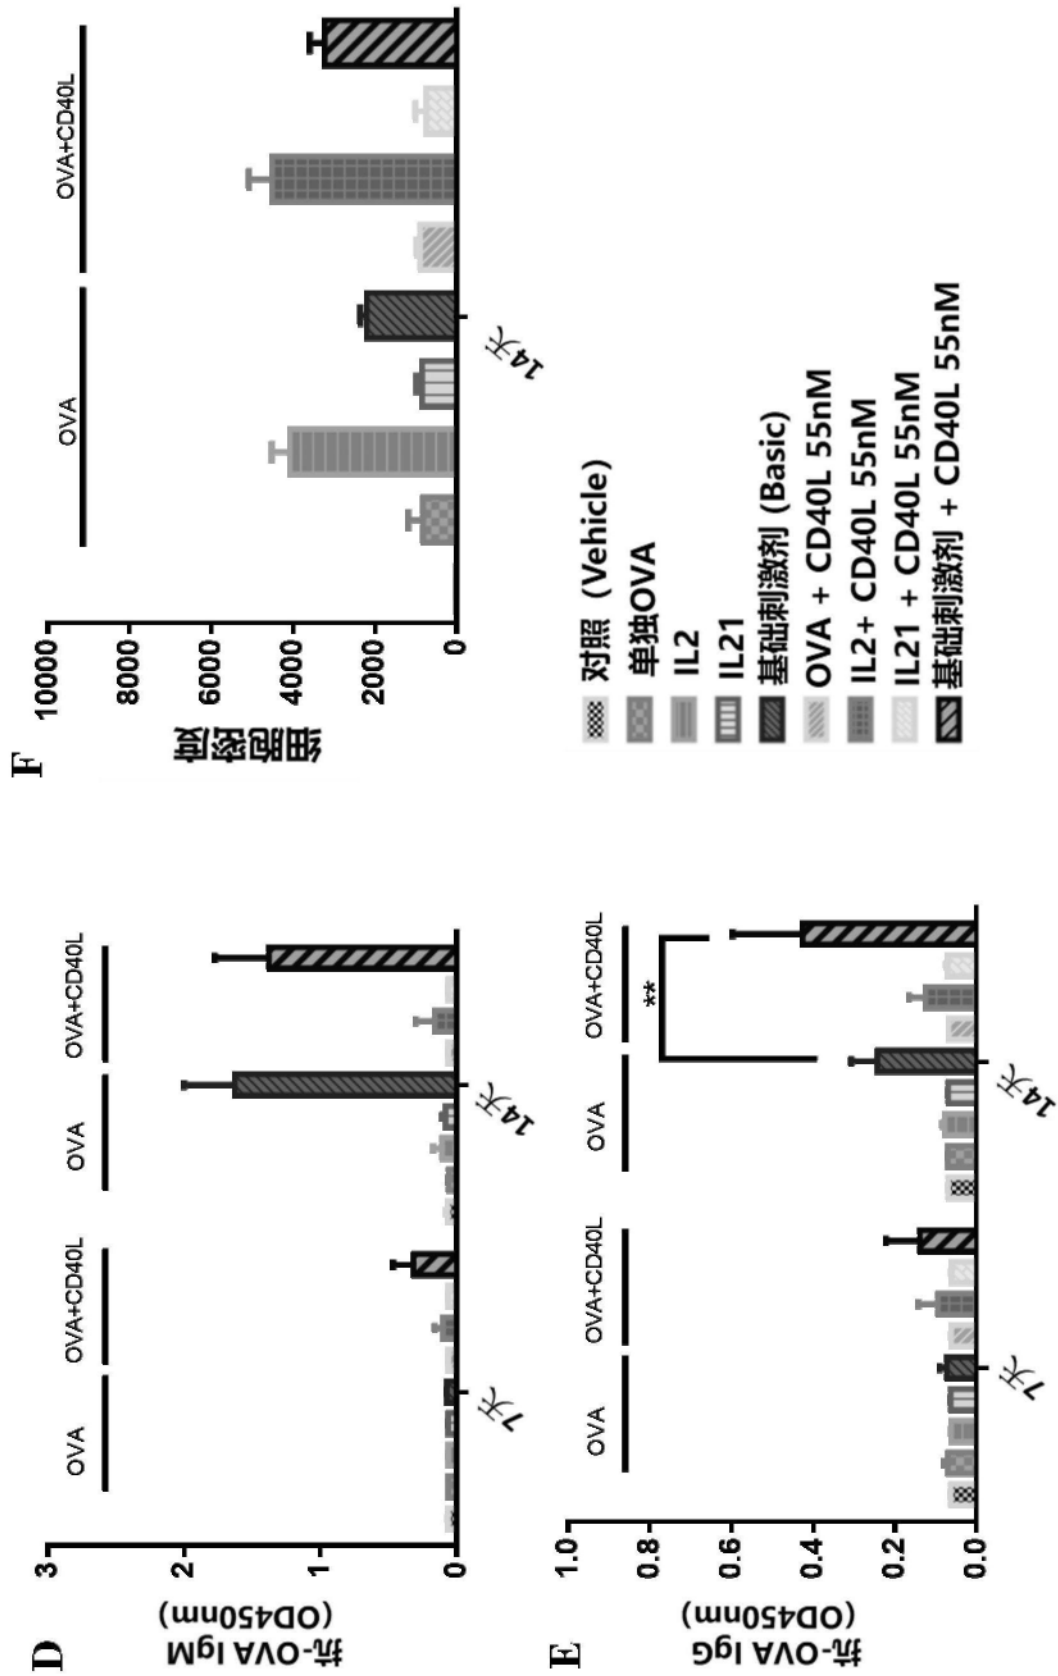 D
抗-OVA IgM
(OD450nm)
3
2
1
0
OVA
OVA+CD40L
OVA
OVA+CD40L
7天
14天
F
细胞密度
10000
8000
6000
4000
2000
0
OVA
OVA+CD40L
14天
E
抗-OVA IgG
(OD450nm)
1.0
0.8
0.6
0.4
0.2
0.0
OVA
OVA+CD40L
OVA
OVA+CD40L
**
7天
14天
对照 (Vehicle)
单独OVA
IL2
IL21
基础刺激剂 (Basic)
OVA + CD40L 55nM
IL2+ CD40L 55nM
IL21 + CD40L 55nM
基础刺激剂 + CD40L 55nM